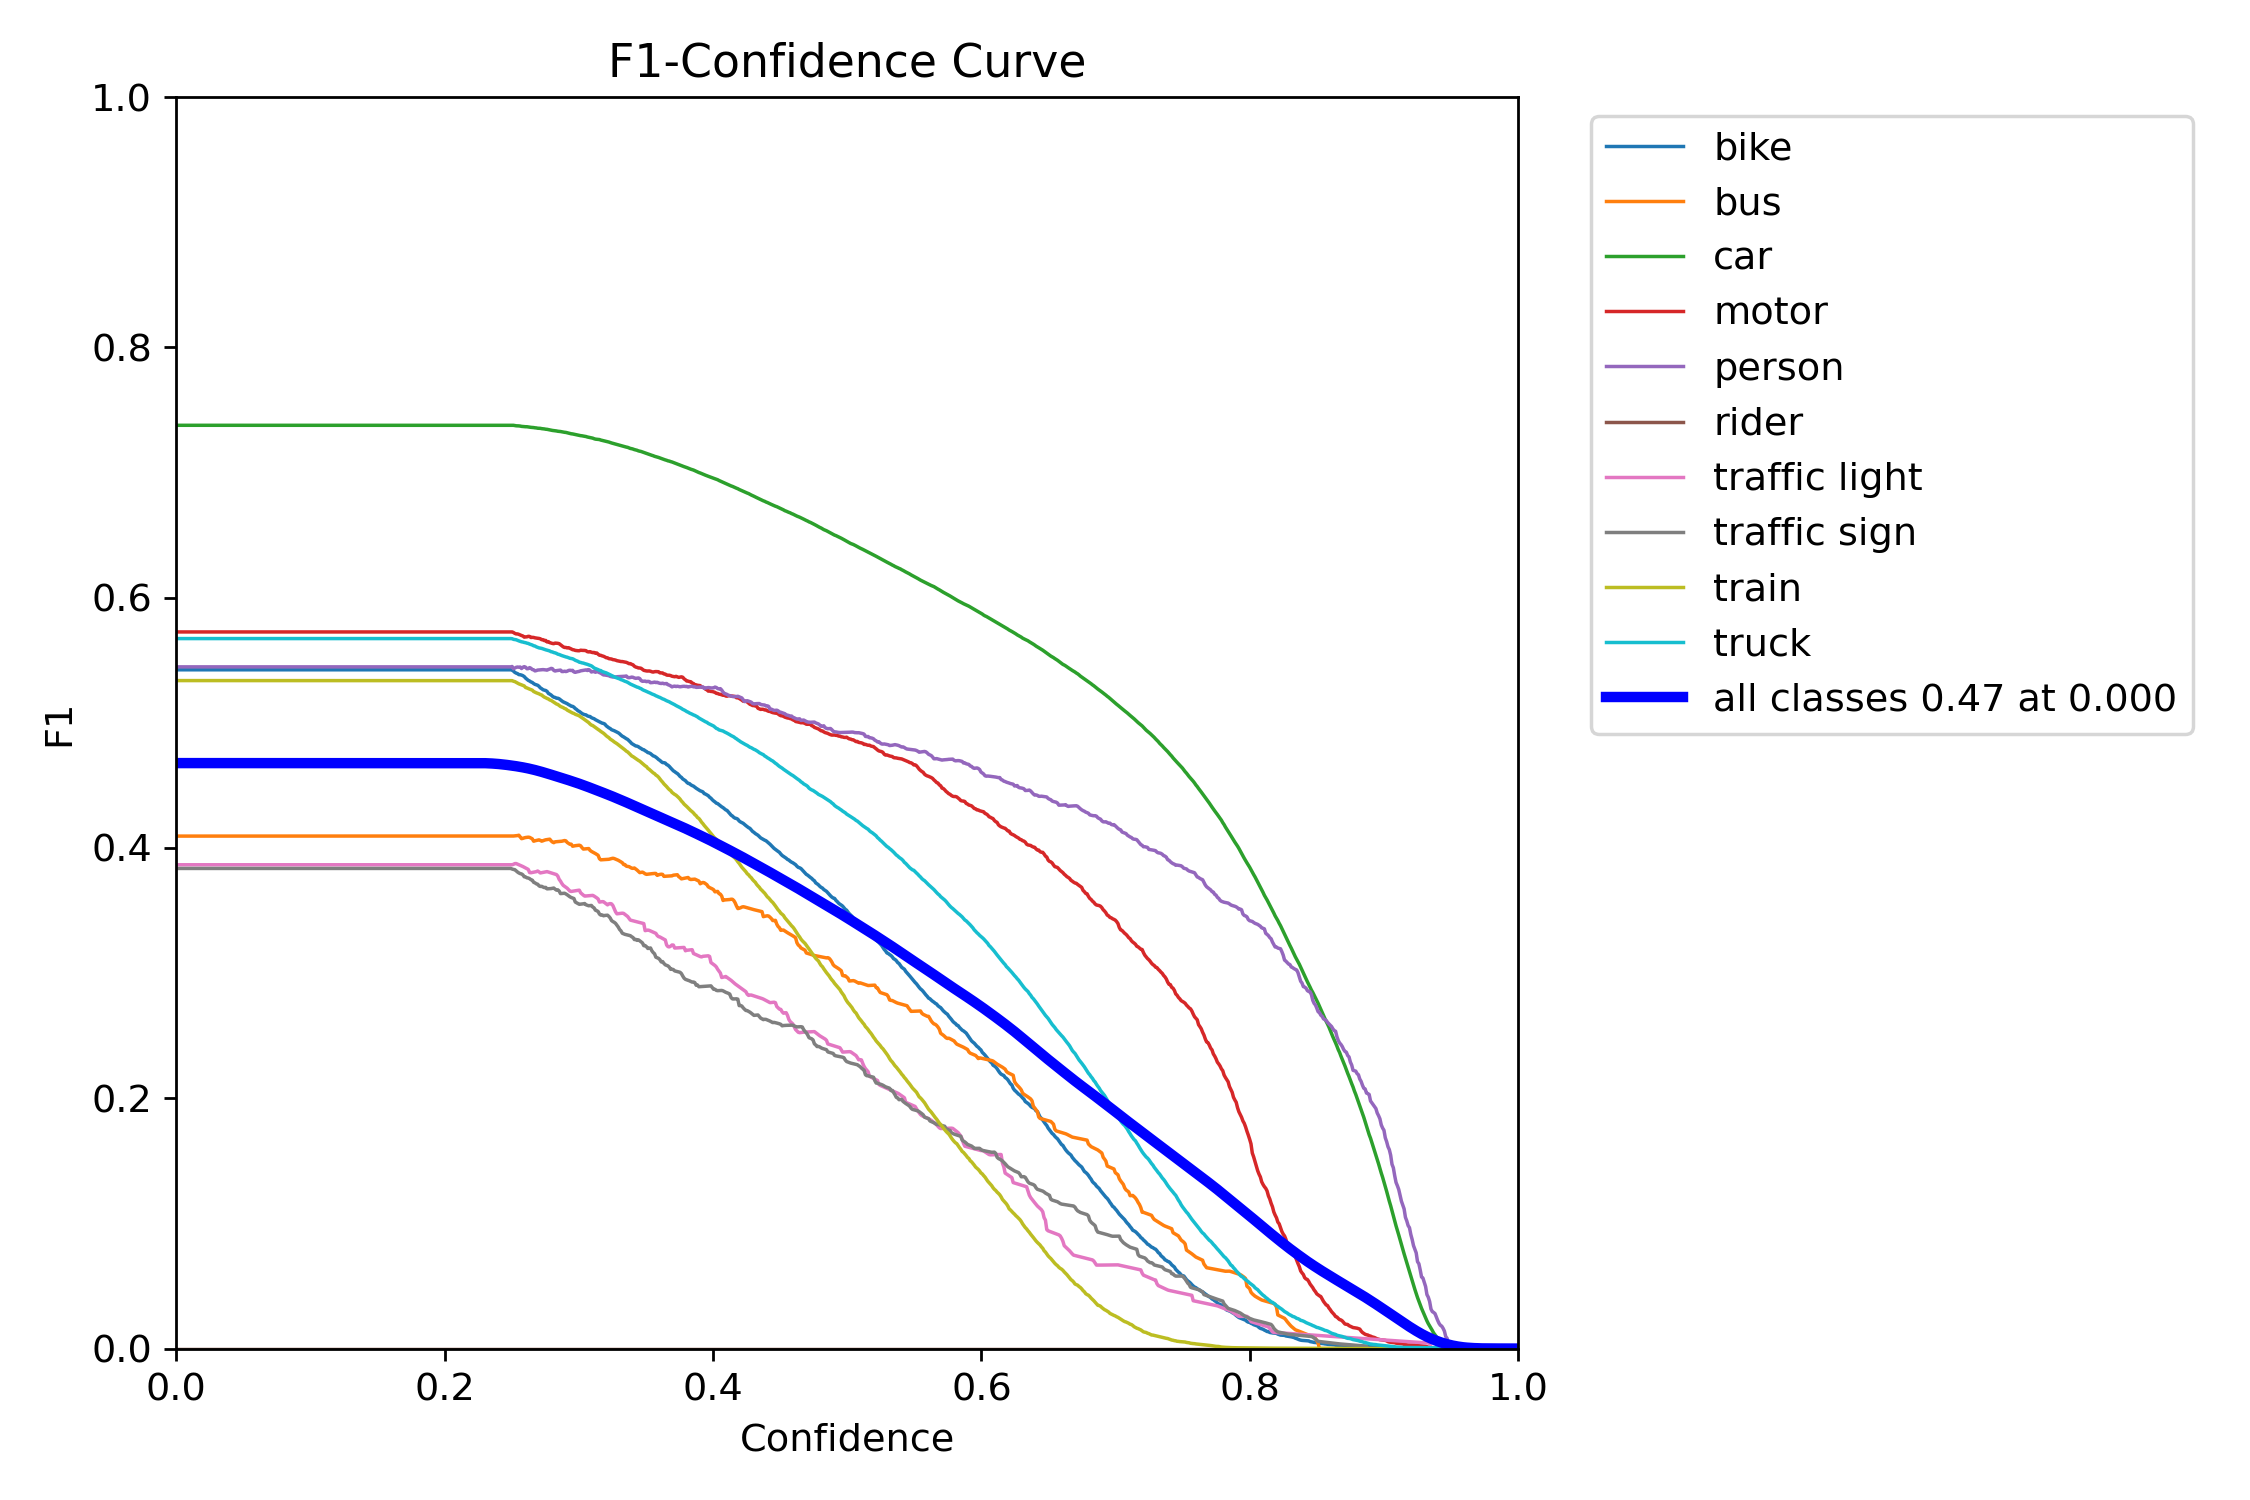 F1-Confidence Curve
1.0
0.8
0.6
0.4
0.2
0.0
F1
0.0 0.2 0.4 0.6 0.8 1.0
Confidence
bike
bus
car
motor
person
rider
traffic light
traffic sign
train
truck
all classes 0.47 at 0.000